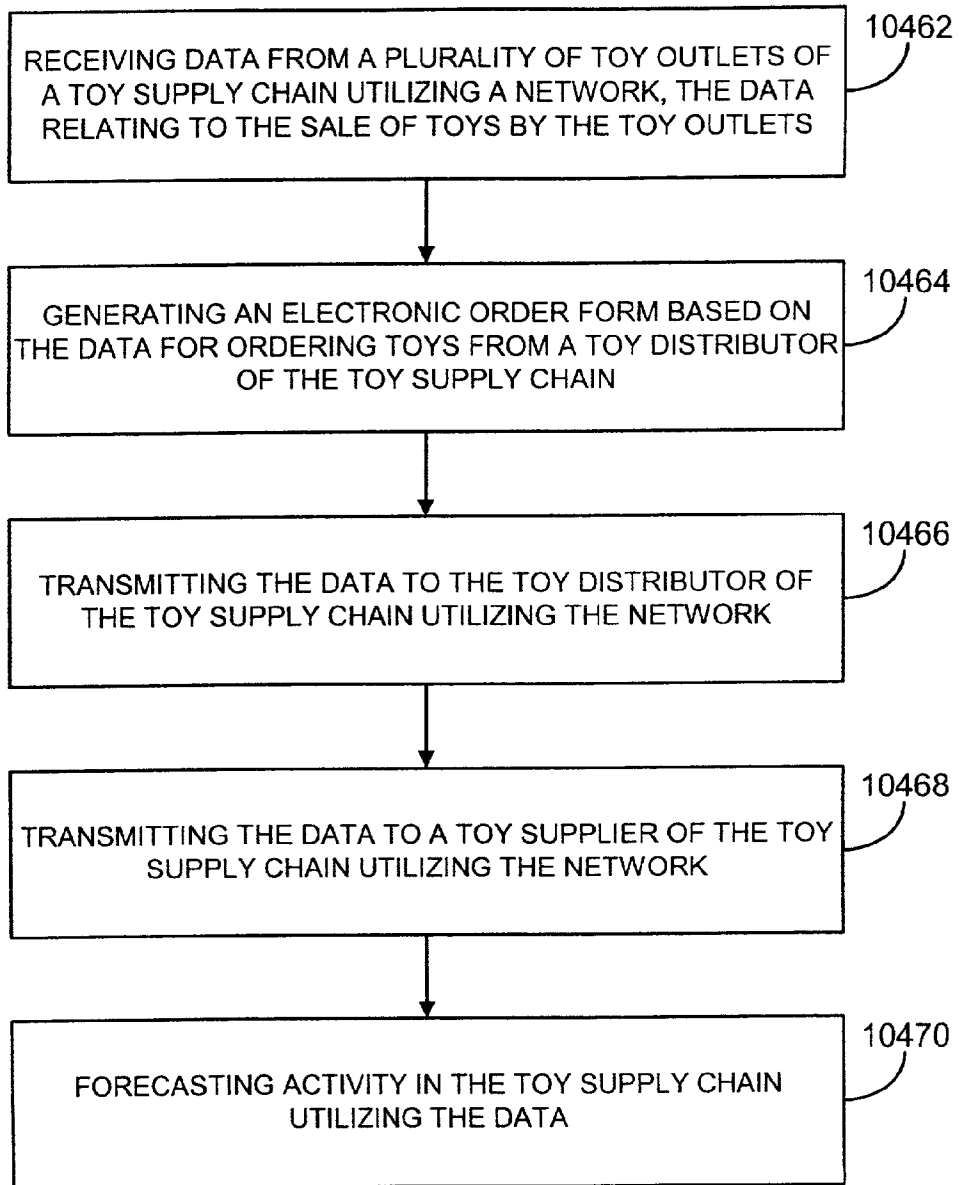 10462
RECEIVING DATA FROM A PLURALITY OF TOY OUTLETS OF
A TOY SUPPLY CHAIN UTILIZING A NETWORK, THE DATA
RELATING TO THE SALE OF TOYS BY THE TOY OUTLETS
10464
GENERATING AN ELECTRONIC ORDER FORM BASED ON
THE DATA FOR ORDERING TOYS FROM A TOY DISTRIBUTOR
OF THE TOY SUPPLY CHAIN
10466
TRANSMITTING THE DATA TO THE TOY DISTRIBUTOR OF
THE TOY SUPPLY CHAIN UTILIZING THE NETWORK
10468
TRANSMITTING THE DATA TO A TOY SUPPLIER OF THE TOY
SUPPLY CHAIN UTILIZING THE NETWORK
10470
FORECASTING ACTIVITY IN THE TOY SUPPLY CHAIN
UTILIZING THE DATA